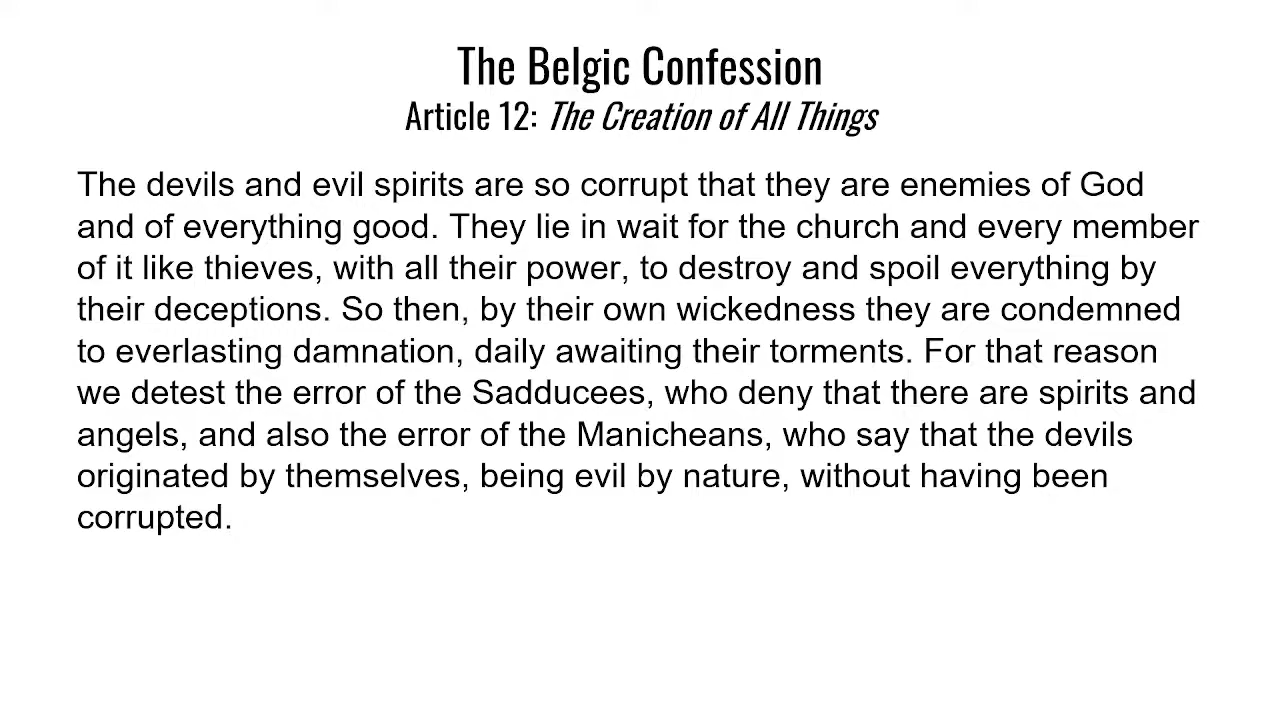 The Belgic Confession
Article 12: The Creation of All Things
The devils and evil spirits are so corrupt that they are enemies of God
and of everything good. They lie in wait for the church and every member
of it like thieves, with all their power, to destroy and spoil everything by
their deceptions. So then, by their own wickedness they are condemned
to everlasting damnation, daily awaiting their torments. For that reason
we detest the error of the Sadducees, who deny that there are spirits and
angels, and also the error of the Manicheans, who say that the devils
originated by themselves, being evil by nature, without having been
corrupted.